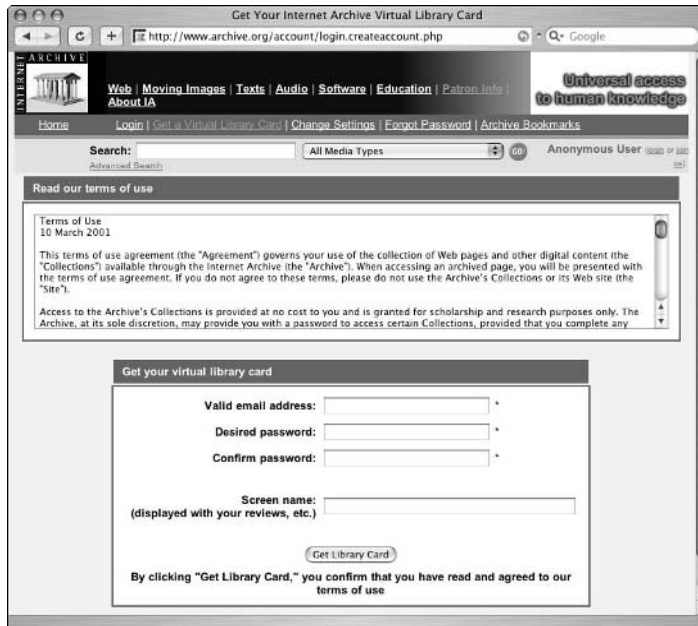 Get Your Internet Archive Virtual Library Card
http://www.archive.org/account/login.createaccount.php
Google
INTERNET ARCHIVE
Web | Moving Images | Texts | Audio | Software | Education | Patron Info |
About IA
Universal access
to human knowledge
Home Login | Get a Virtual Library Card | Change Settings | Forgot Password | Archive Bookmarks
Search: All Media Types GO!
Anonymous User (login or join
us)
Advanced Search
Read our terms of use
Terms of Use
10 March 2001
This terms of use agreement (the "Agreement") governs your use of the collection of Web pages and other digital content (the
"Collections") available through the Internet Archive (the "Archive"). When accessing an archived page, you will be presented with
the terms of use agreement. If you do not agree to these terms, please do not use the Archive's Collections or its Web site (the
"Site").
Access to the Archive's Collections is provided at no cost to you and is granted for scholarship and research purposes only. The
Archive, at its sole discretion, may provide you with a password to access certain Collections, provided that you complete any
Get your virtual library card
Valid email address: *
Desired password: *
Confirm password: *
Screen name:
(displayed with your reviews, etc.)
Get Library Card
By clicking "Get Library Card," you confirm that you have read and agreed to our
terms of use